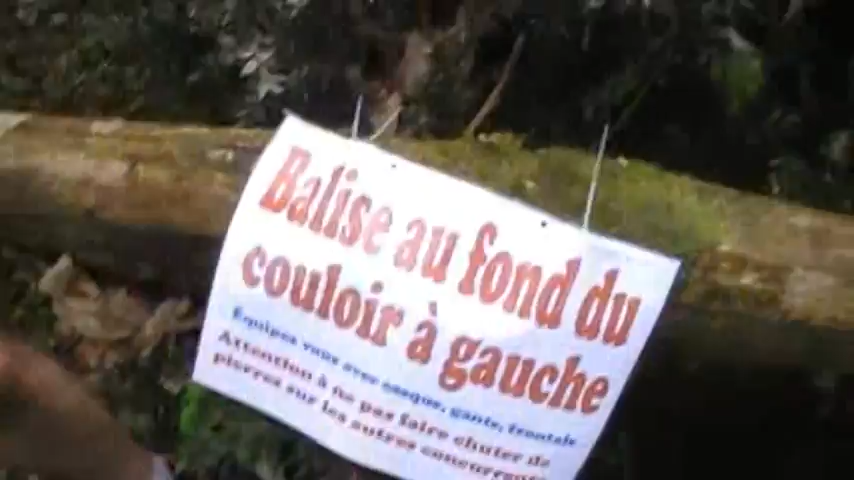 Balise au fond du
couloir à gauche
Equipez vous avec casque, gants, frontale
Attention à ne pas faire chuter de
pierres sur les autres concurrents